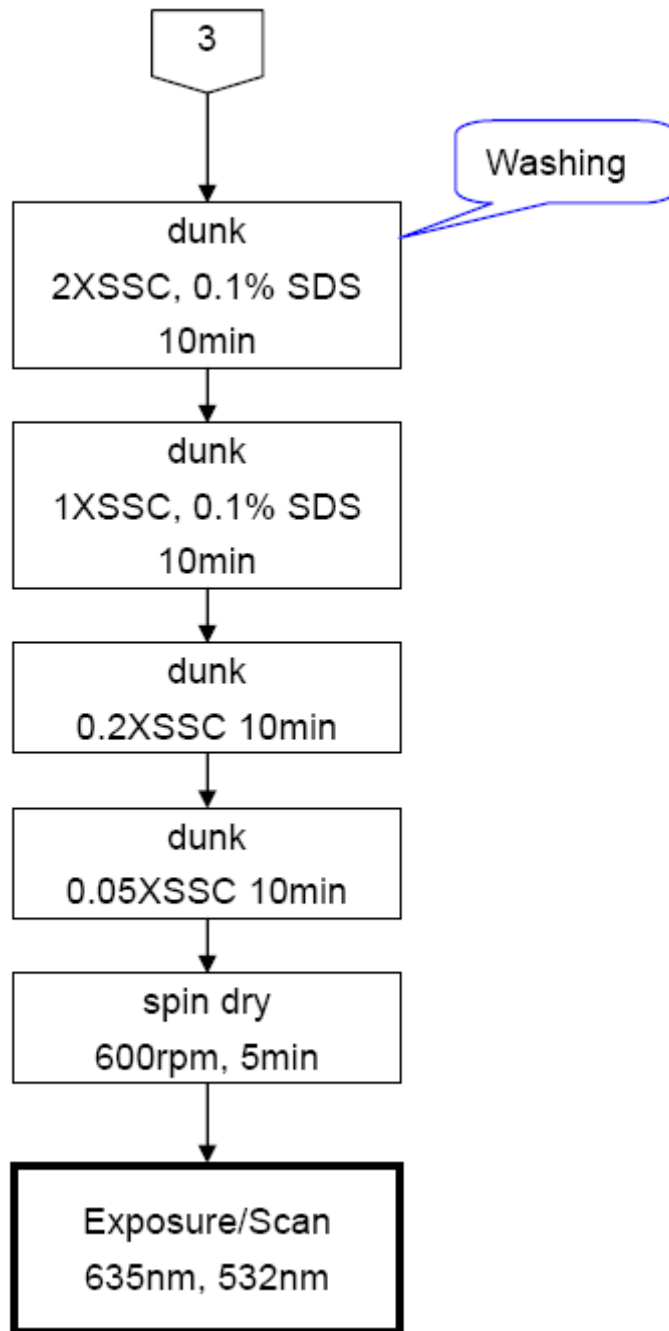 3
Washing
dunk
2XSSC, 0.1% SDS
10min
dunk
1XSSC, 0.1% SDS
10min
dunk
0.2XSSC 10min
dunk
0.05XSSC 10min
spin dry
600rpm, 5min
Exposure/Scan
635nm, 532nm